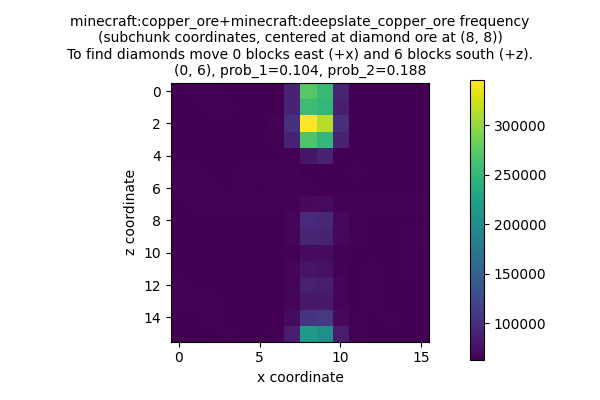 minecraft:copper_ore+minecraft:deepslate_copper_ore frequency
(subchunk coordinates, centered at diamond ore at (8, 8))
To find diamonds move 0 blocks east (+x) and 6 blocks south (+z).
(0, 6), prob_1=0.104, prob_2=0.188
0
2
4
6
8
10
12
14
z coordinate
0
5
10
15
x coordinate
300000
250000
200000
150000
100000